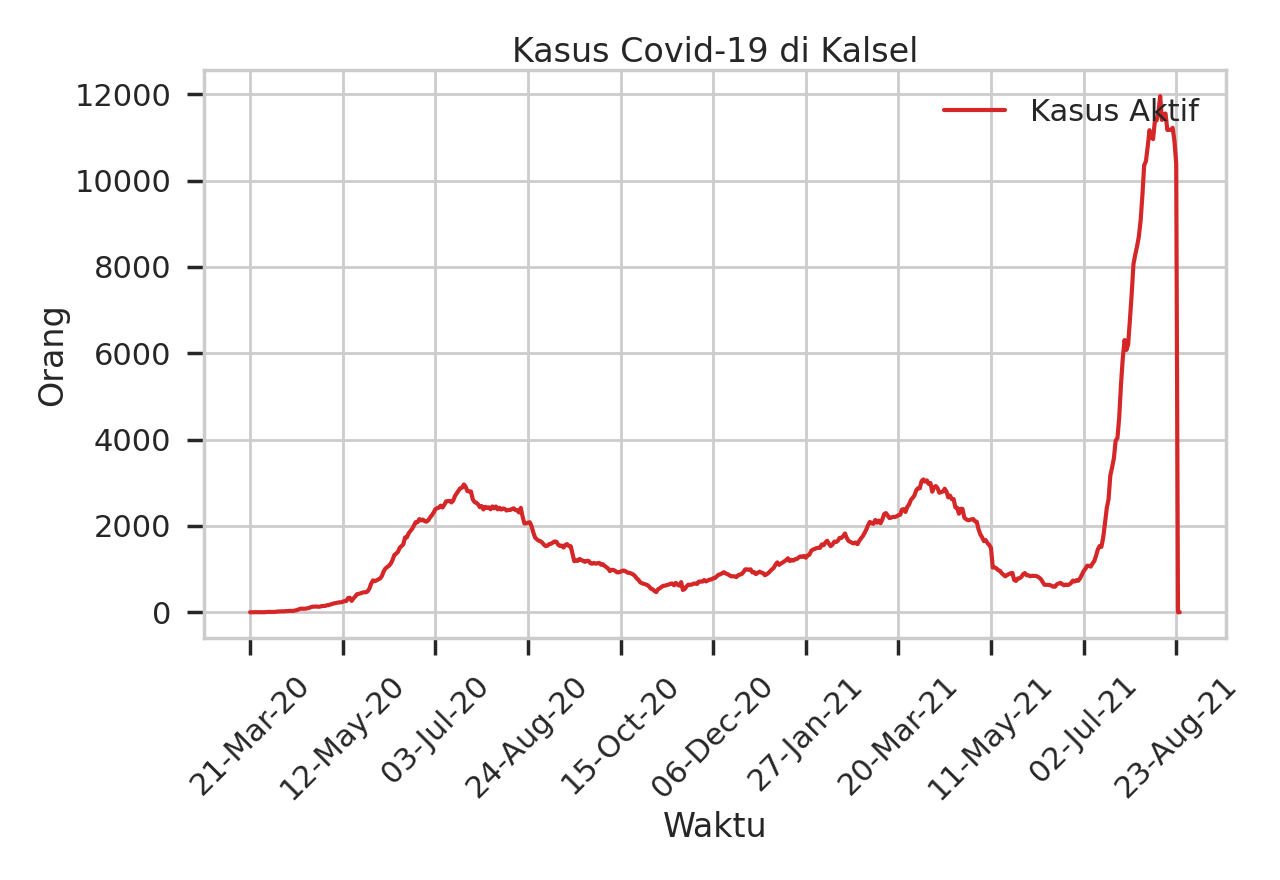 Kasus Covid-19 di Kalsel
Kasus Aktif
12000
10000
8000
6000
4000
2000
0
Orang
21-Mar-20
12-May-20
03-Jul-20
24-Aug-20
15-Oct-20
06-Dec-20
27-Jan-21
20-Mar-21
11-May-21
02-Jul-21
23-Aug-21
Waktu